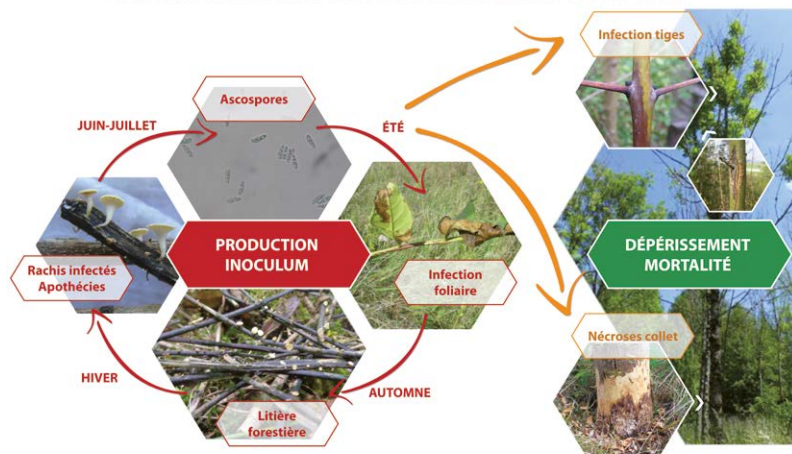 Infection tiges
Ascospores
JUIN-JUILLET
ÉTÉ
PRODUCTION
INOCULUM
DÉPÉRISSEMENT
MORTALITÉ
Rachis infectés
Apothécies
Infection
foliaire
Nécroses collet
HIVER
AUTOMNE
Litière
forestière